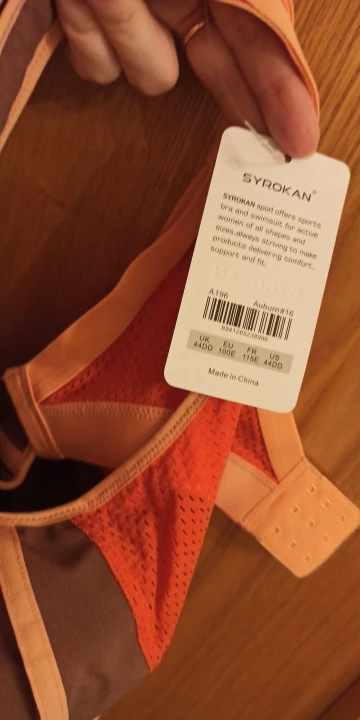 SYROKAN®
SYROKAN sport offers sports
bra and swimsuit for active
women of all shapes and
sizes,always striving to make
products delivering comfort,
support and fit.
A196 Auburn#16
UK EU FR US
44DD 100E 115E 44DD
Made in China